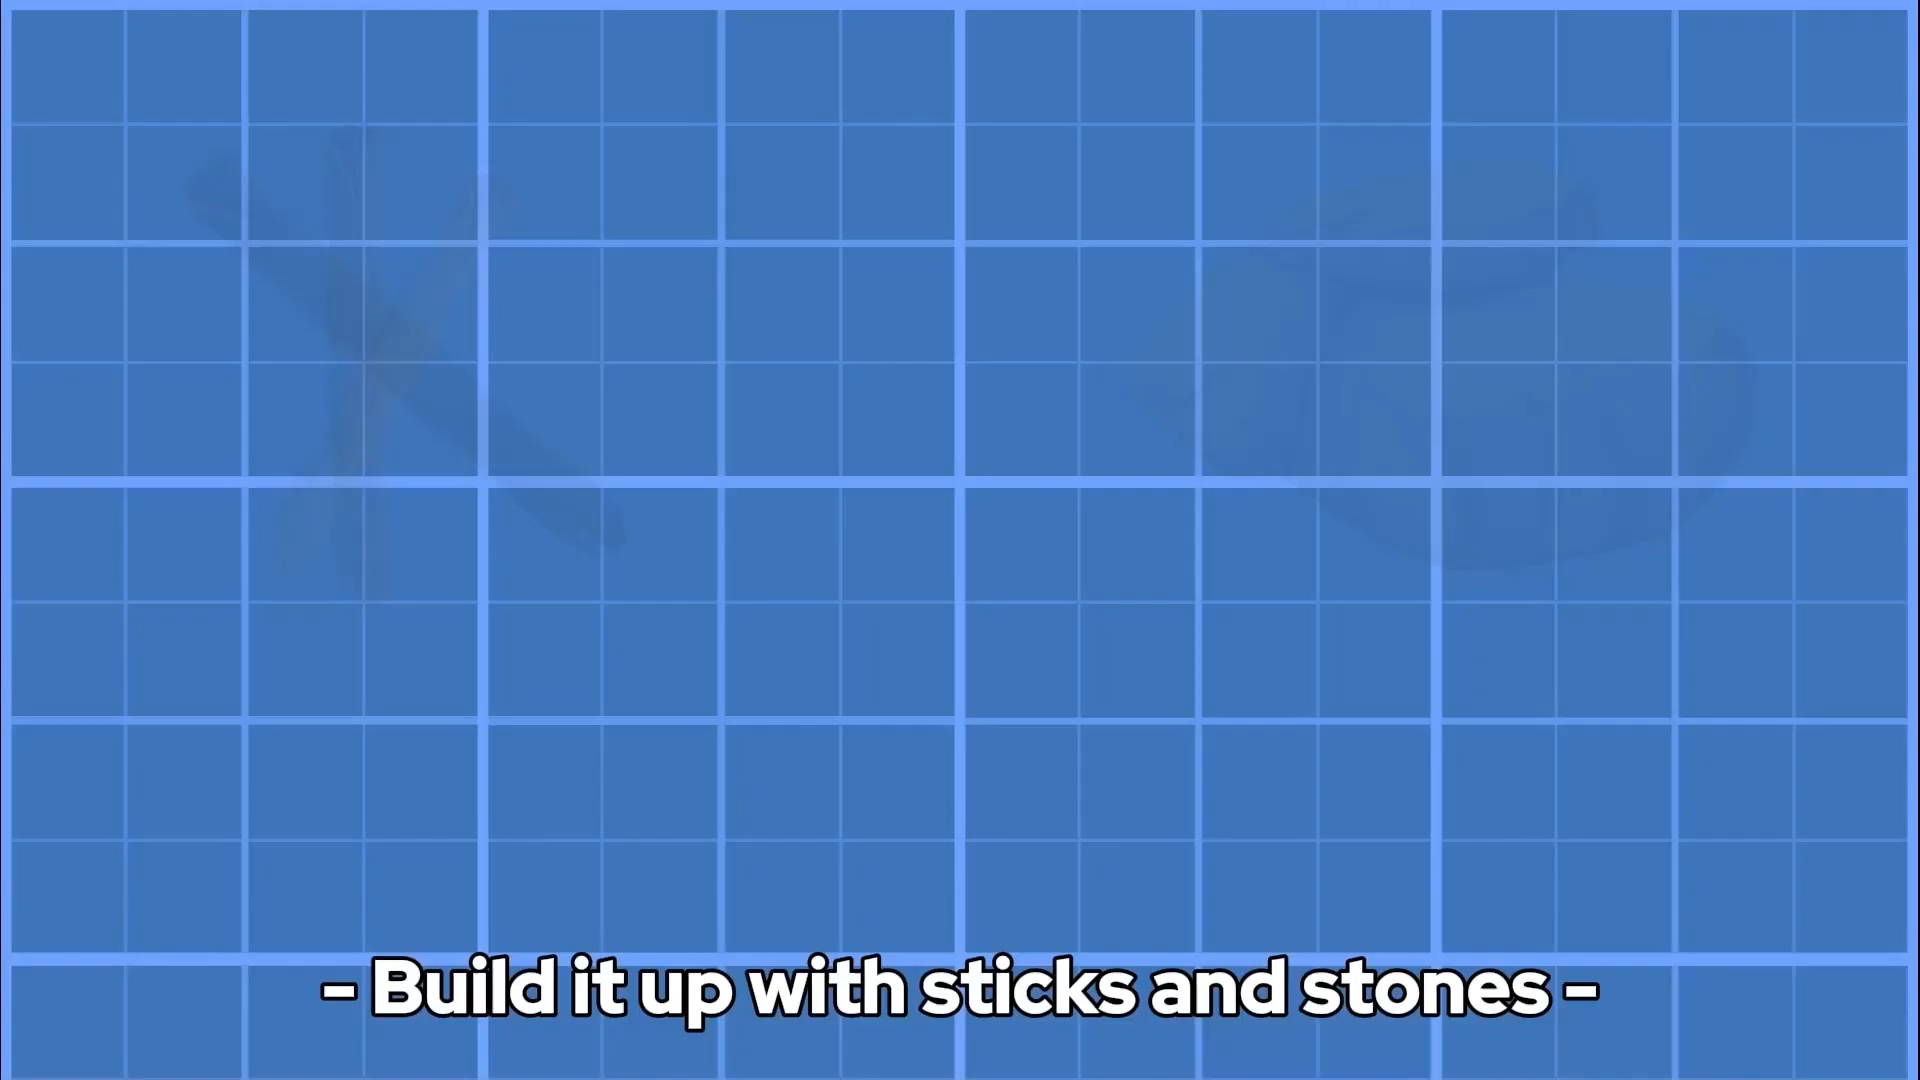 – Build it up with sticks and stones –